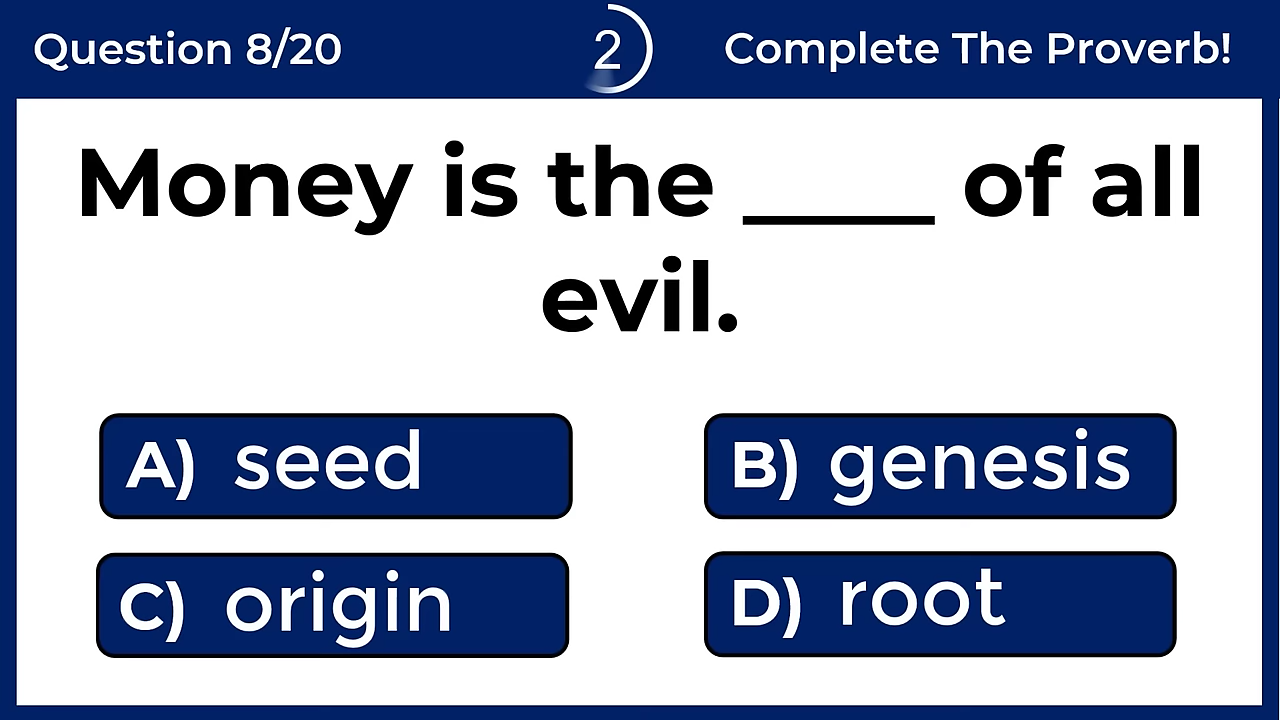 Question 8/20
2
Complete The Proverb!
Money is the ____ of all
evil.
A) seed
B) genesis
C) origin
D) root